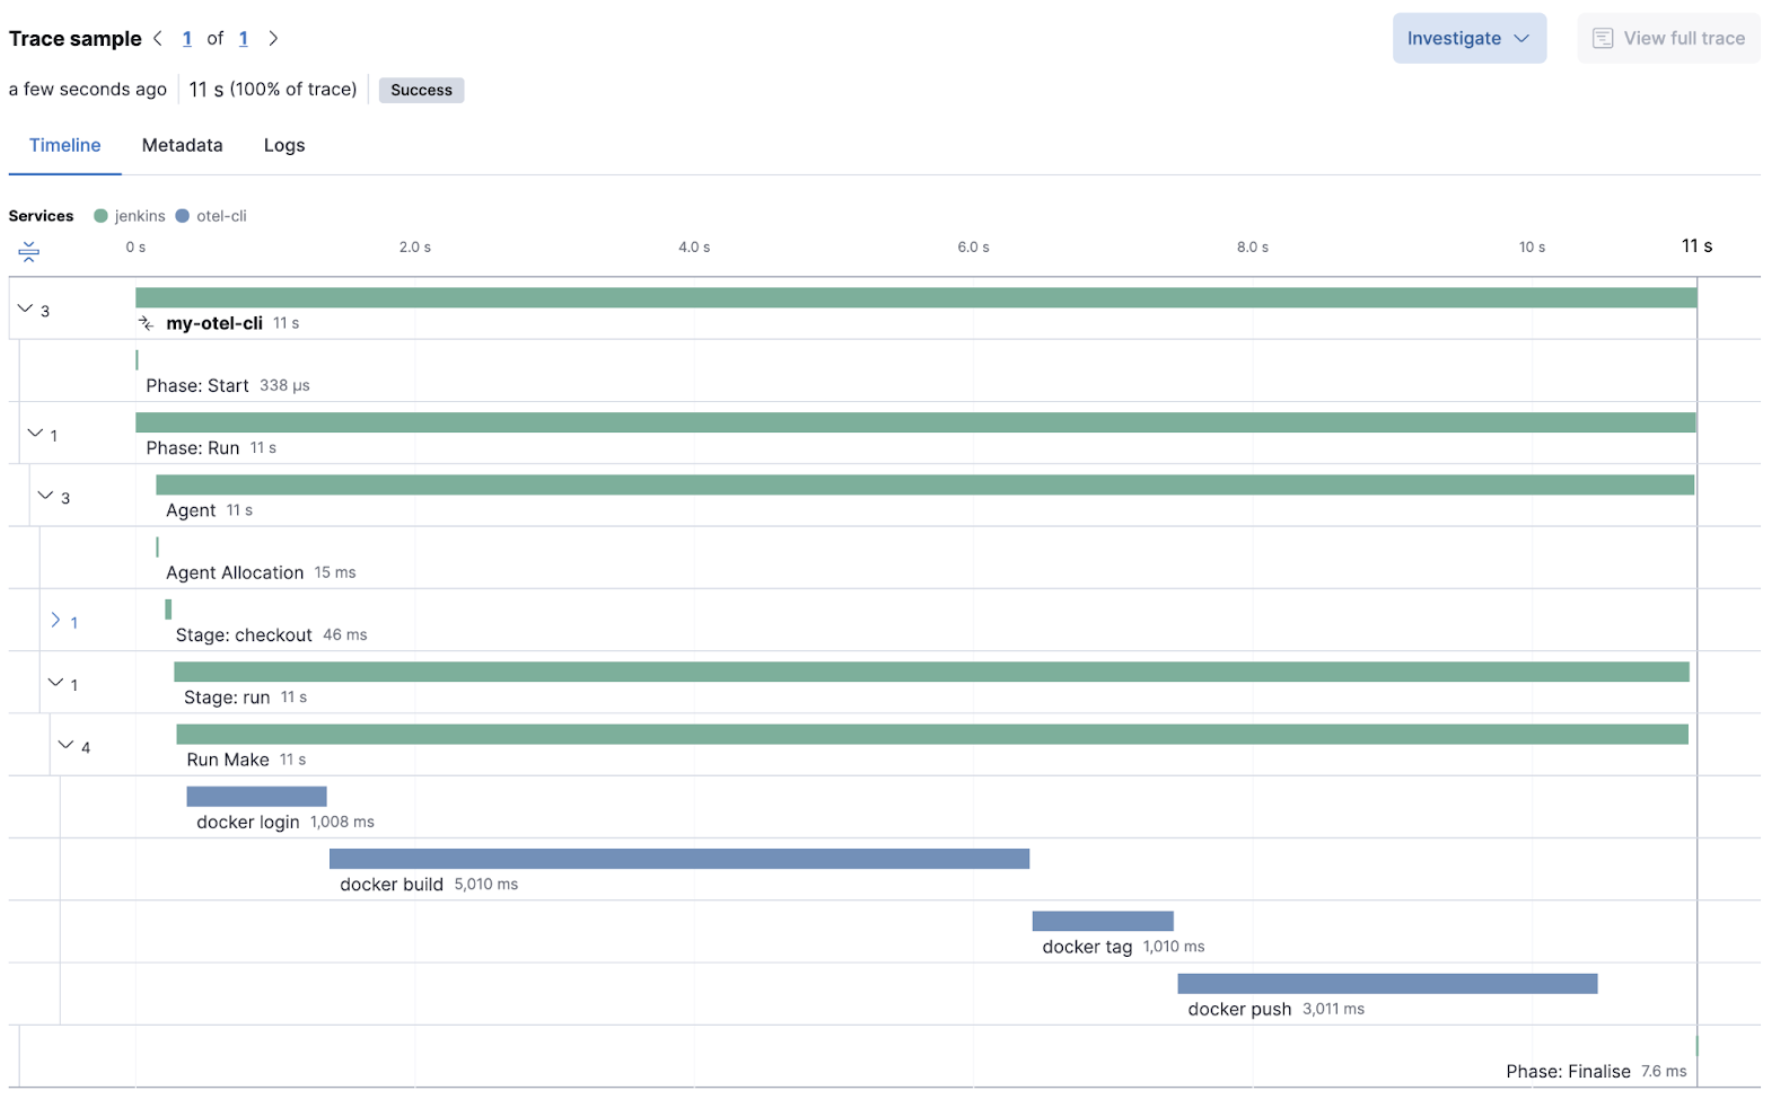 Trace sample 1 of 1 Investigate View full trace
a few seconds ago 11 s (100% of trace) Success
Timeline Metadata Logs
Services jenkins otel-cli
0 s 2.0 s 4.0 s 6.0 s 8.0 s 10 s 11 s
3
my-otel-cli 11 s
Phase: Start 338 μs
1
Phase: Run 11 s
3
Agent 11 s
Agent Allocation 15 ms
1
Stage: checkout 46 ms
1
Stage: run 11 s
4
Run Make 11 s
docker login 1,008 ms
docker build 5,010 ms
docker tag 1,010 ms
docker push 3,011 ms
Phase: Finalise 7.6 ms